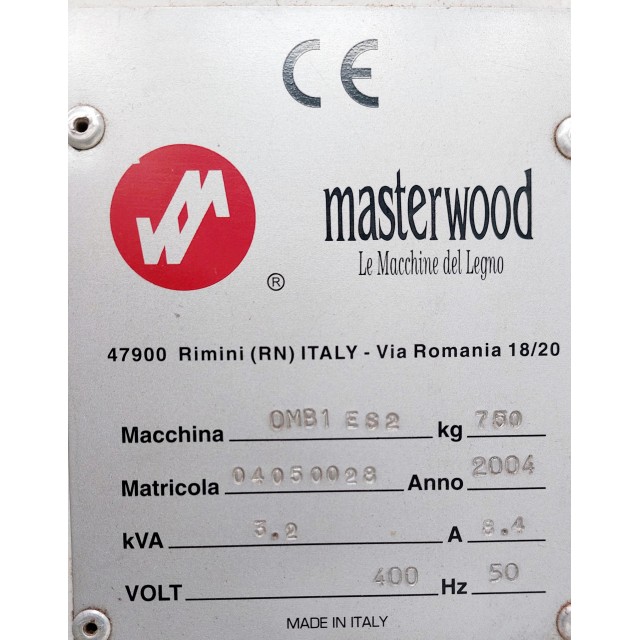 CE
MW
®
masterwood
Le Macchine del Legno
47900 Rimini (RN) ITALY - Via Romania 18/20
Macchina OMB1 ES2 kg 750
Matricola 04050028 Anno 2004
kVA 3.2 A 8.4
VOLT 400 Hz 50
MADE IN ITALY